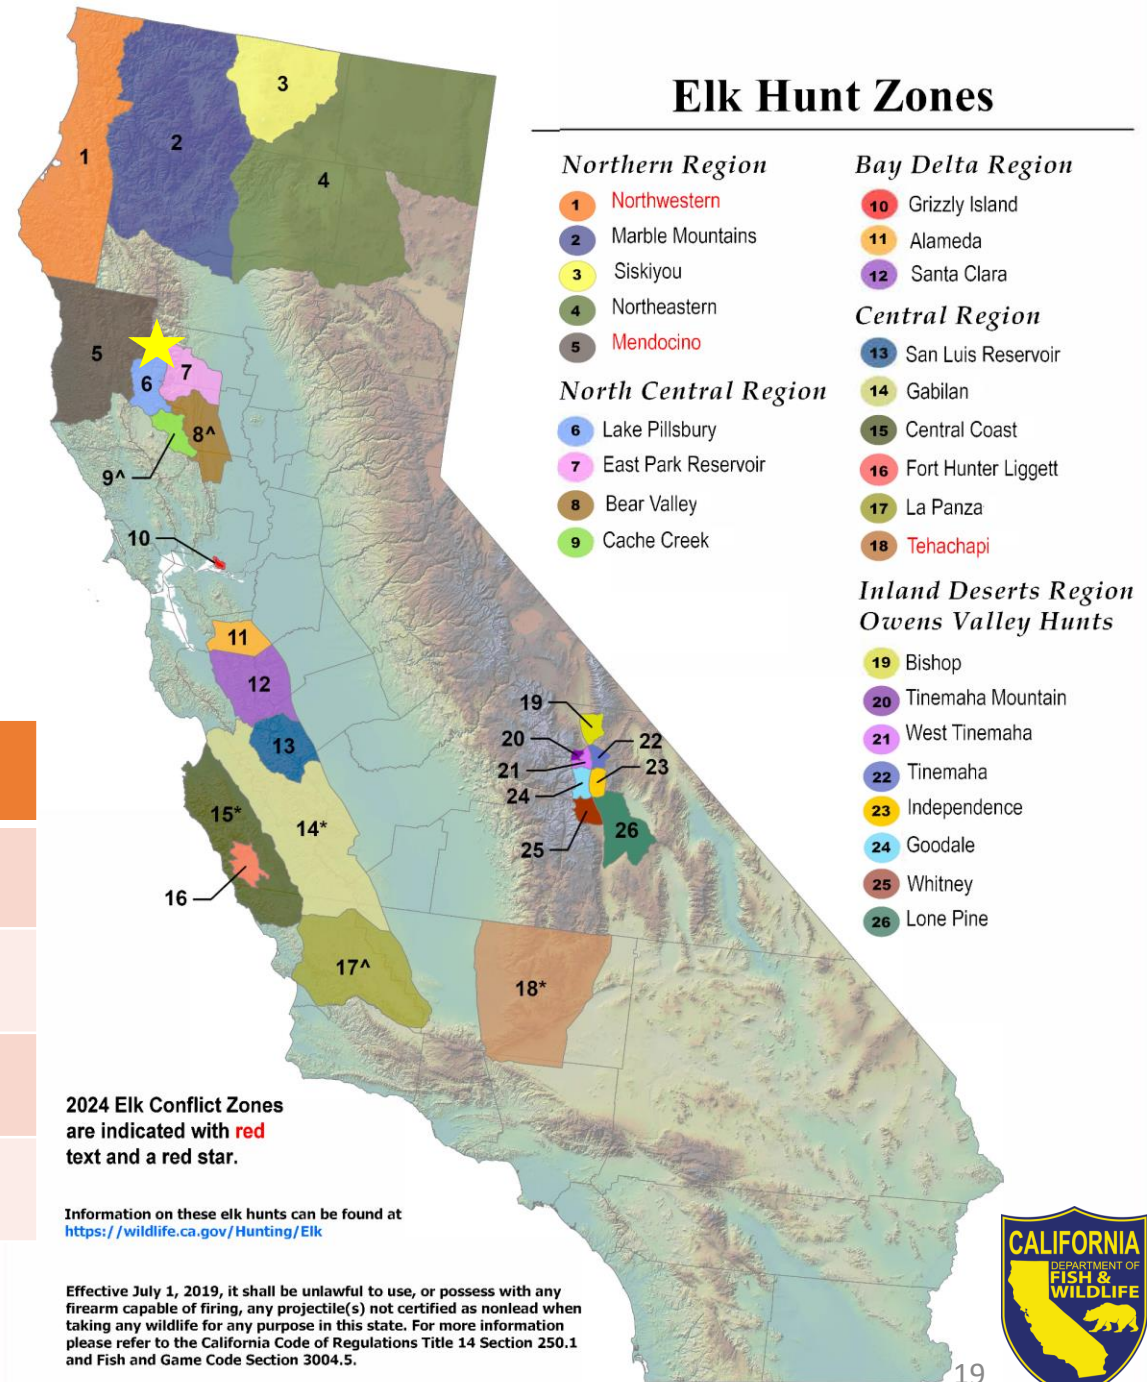 Elk Hunt Zones
Northern Region
1 Northwestern
2 Marble Mountains
3 Siskiyou
4 Northeastern
5 Mendocino
North Central Region
6 Lake Pillsbury
7 East Park Reservoir
8 Bear Valley
9 Cache Creek
Bay Delta Region
10 Grizzly Island
11 Alameda
12 Santa Clara
Central Region
13 San Luis Reservoir
14 Gabilan
15 Central Coast
16 Fort Hunter Liggett
17 La Panza
18 Tehachapi
Inland Deserts Region
Owens Valley Hunts
19 Bishop
20 Tinemaha Mountain
21 West Tinemaha
22 Tinemaha
23 Independence
24 Goodale
25 Whitney
26 Lone Pine
1
2
3
4
5
6
7
8^
9^
10
11
12
13
14*
15*
16
17^
18*
19
20
21
22
23
24
25
26
2024 Elk Conflict Zones
are indicated with red
text and a red star.
Information on these elk hunts can be found at
https://wildlife.ca.gov/Hunting/Elk
Effective July 1, 2019, it shall be unlawful to use, or possess with any
firearm capable of firing, any projectile(s) not certified as nonlead when
taking any wildlife for any purpose in this state. For more information
please refer to the California Code of Regulations Title 14 Section 250.1
and Fish and Game Code Section 3004.5.
CALIFORNIA
DEPARTMENT OF
FISH &
WILDLIFE
19